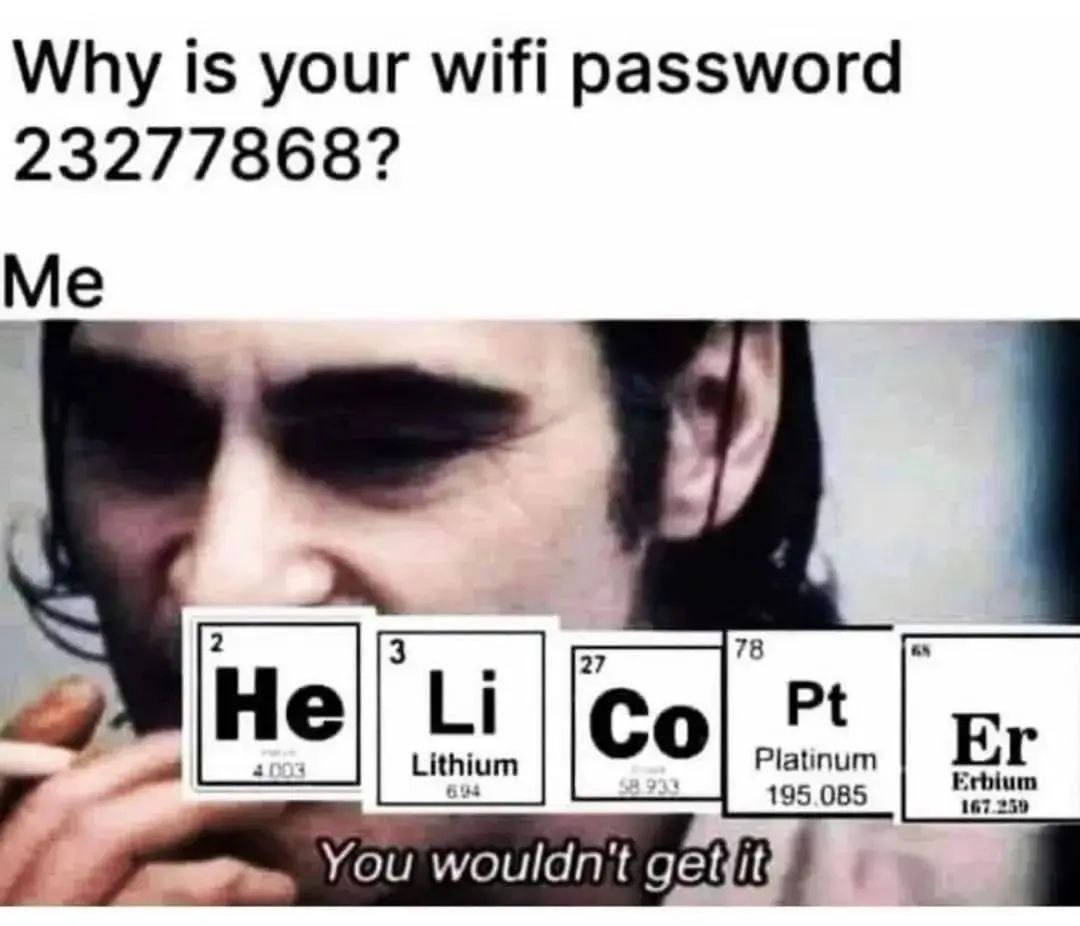 Why is your wifi password
23277868?
Me
2
He
4.003
3
Li
Lithium
6.94
27
Co
58.933
78
Pt
Platinum
195.085
68
Er
Erbium
167.259
You wouldn't get it